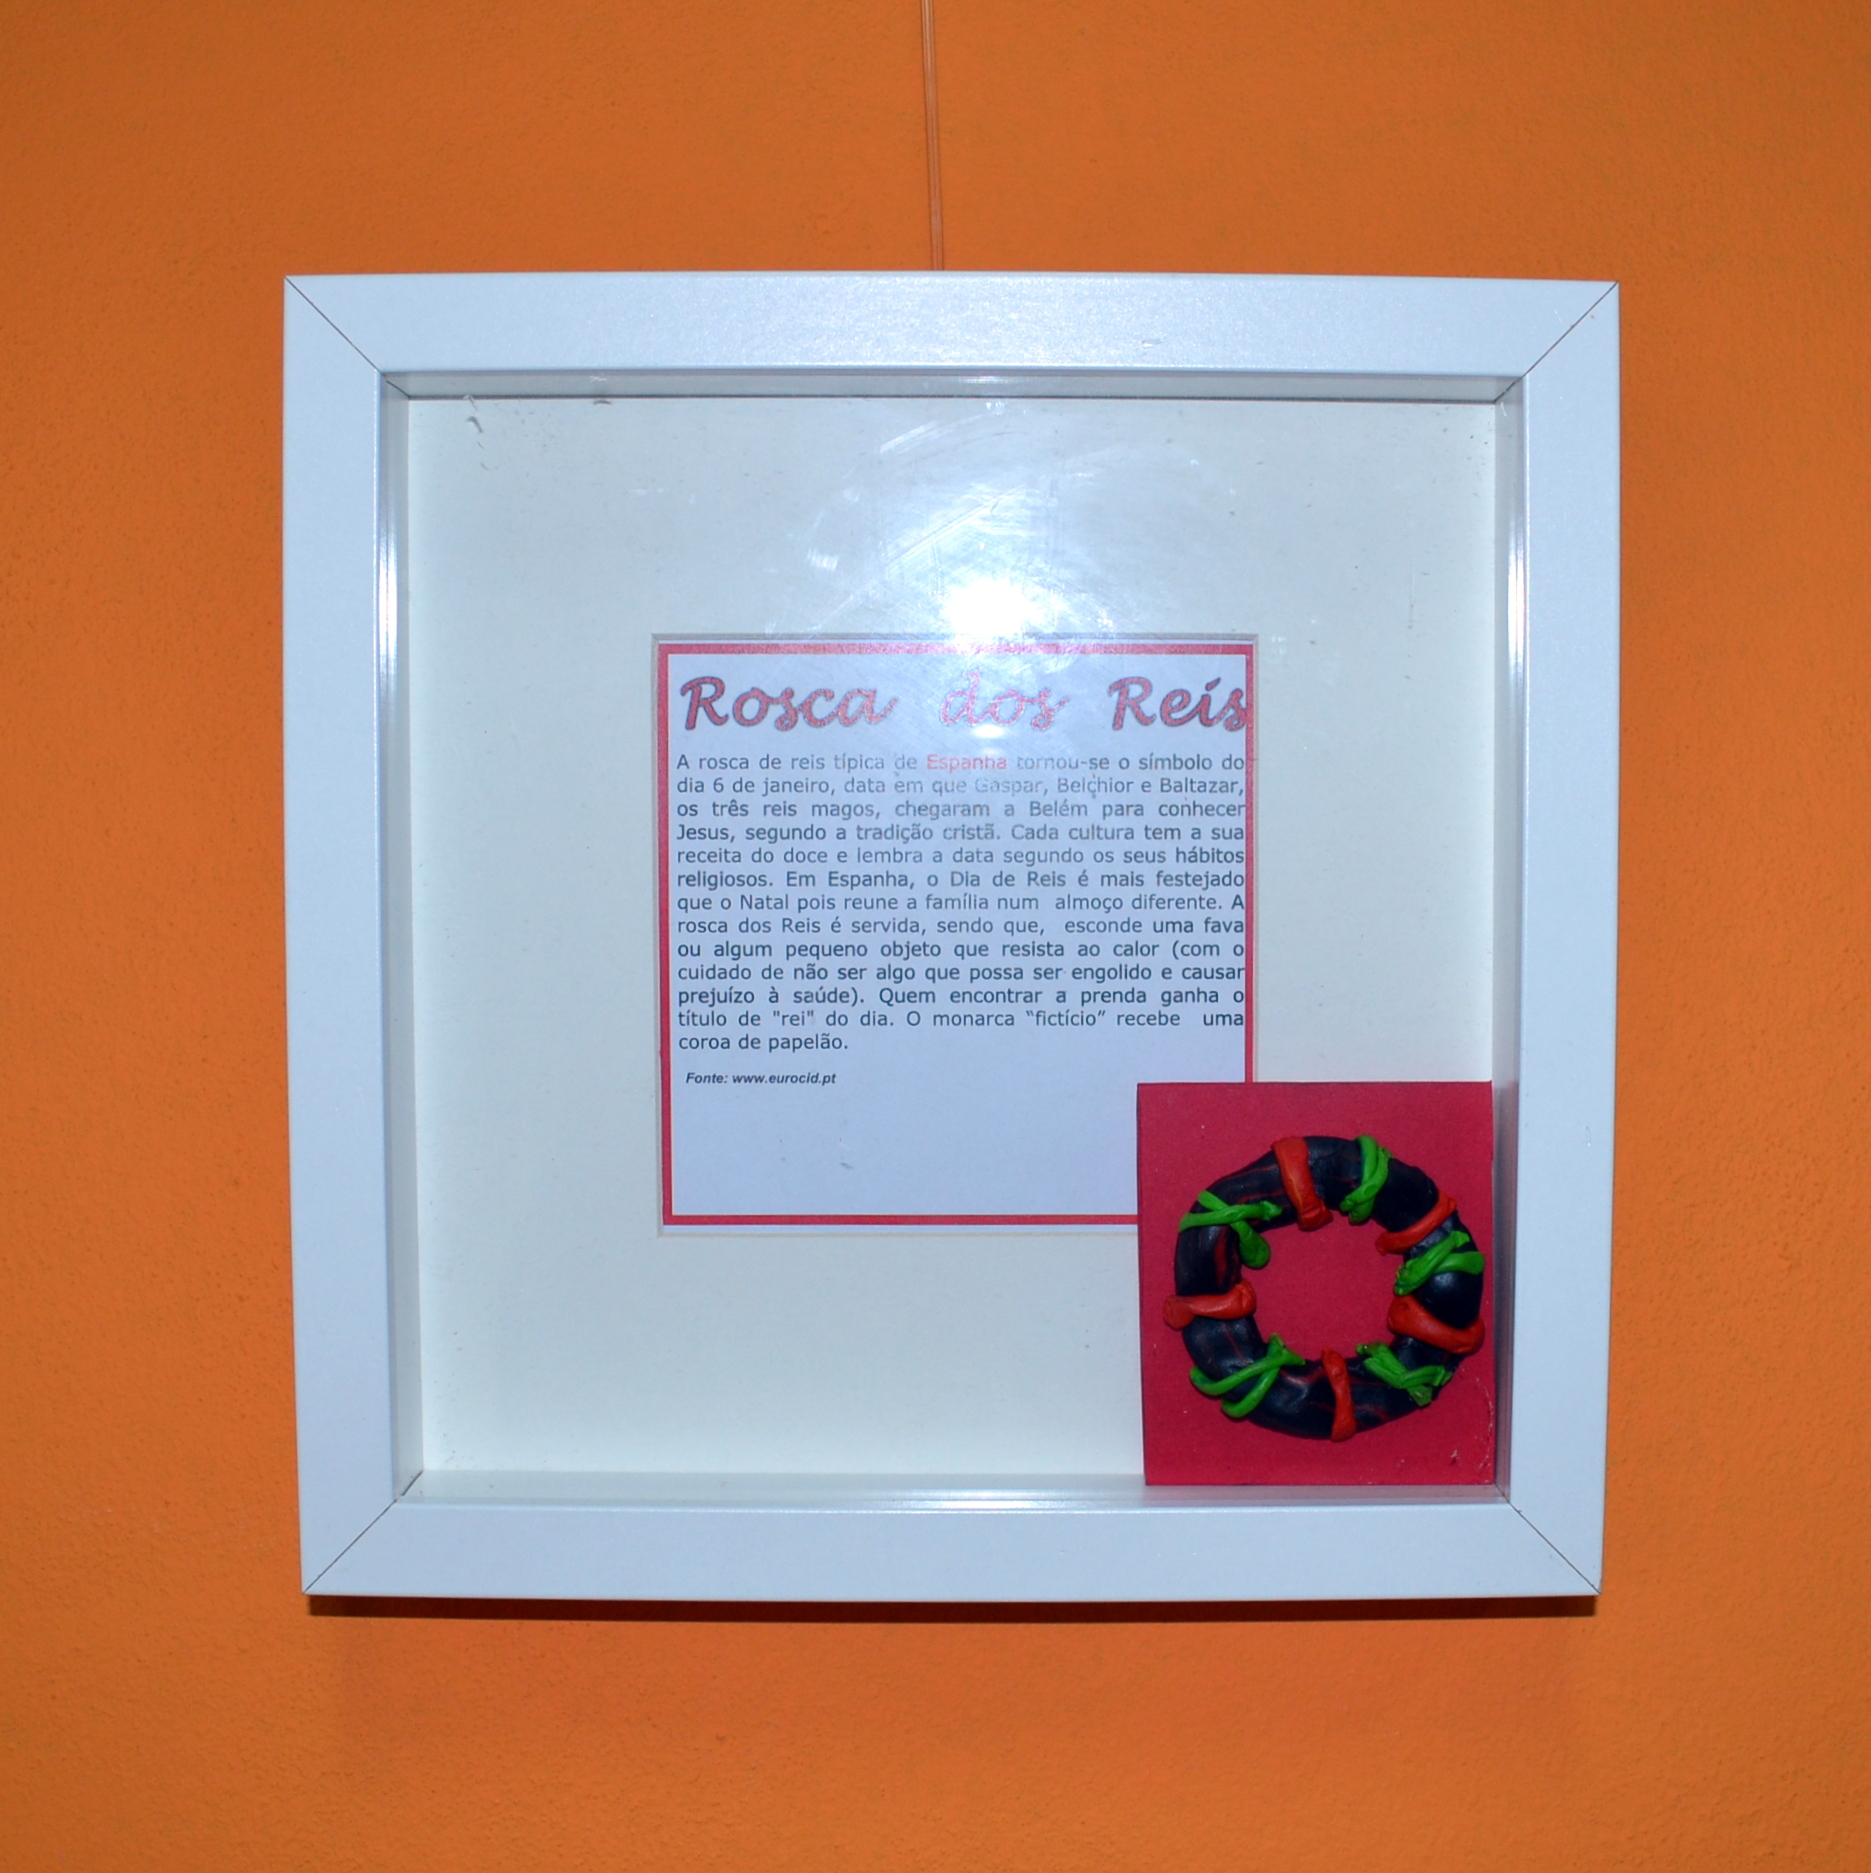 Rosca dos Reis
A rosca de reis típica de Espanha tornou-se o símbolo do
dia 6 de janeiro, data em que Gaspar, Belchior e Baltazar,
os três reis magos, chegaram a Belém para conhecer
Jesus, segundo a tradição cristã. Cada cultura tem a sua
receita do doce e lembra a data segundo os seus hábitos
religiosos. Em Espanha, o Dia de Reis é mais festejado
que o Natal pois reune a família num almoço diferente. A
rosca dos Reis é servida, sendo que, esconde uma fava
ou algum pequeno objeto que resista ao calor (com o
cuidado de não ser algo que possa ser engolido e causar
prejuízo à saúde). Quem encontrar a prenda ganha o
título de "rei" do dia. O monarca “fictício” recebe uma
coroa de papelão.
Fonte: www.eurocid.pt